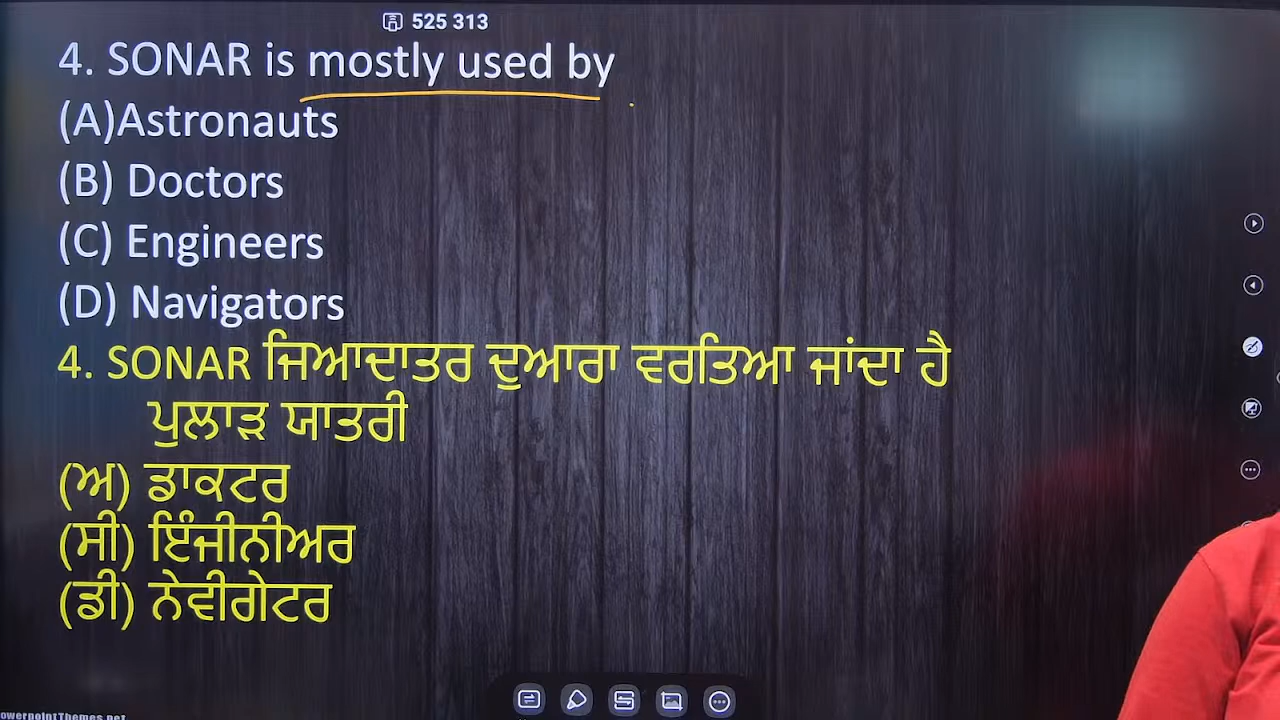 525 313
4. SONAR is mostly used by
(A)Astronauts
(B) Doctors
(C) Engineers
(D) Navigators
4. SONAR ਜਿਆਦਾਤਰ ਦੁਆਰਾ ਵਰਤਿਆ ਜਾਂਦਾ ਹੈ
ਪੁਲਾੜ ਯਾਤਰੀ
(ਅ) ਡਾਕਟਰ
(ਸੀ) ਇੰਜੀਨੀਅਰ
(ਡੀ) ਨੇਵੀਗੇਟਰ
owerpointThemes.net